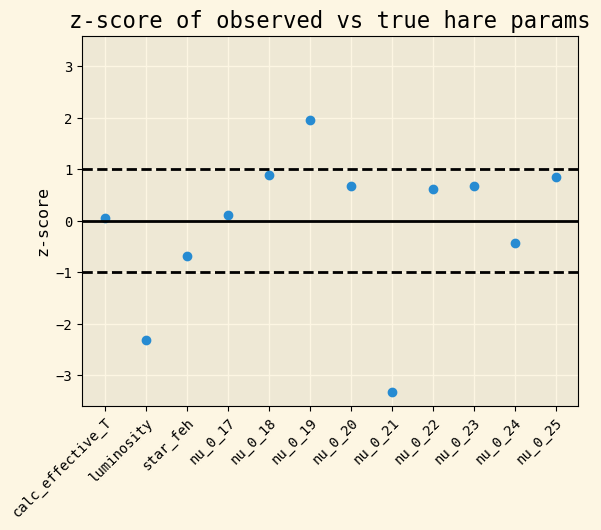 z-score of observed vs true hare params
z-score
3
2
1
0
−1
−2
−3
calc_effective_T
luminosity
star_feh
nu_0_17
nu_0_18
nu_0_19
nu_0_20
nu_0_21
nu_0_22
nu_0_23
nu_0_24
nu_0_25